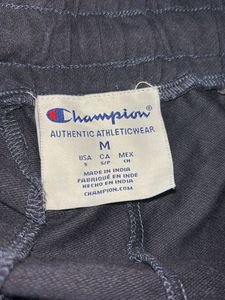 Champion
AUTHENTIC ATHLETICWEAR
M
USA CA MEX
S S/P CH
MADE IN INDIA
FABRIQUÉ EN INDE
HECHO EN INDIA
CHAMPION.COM